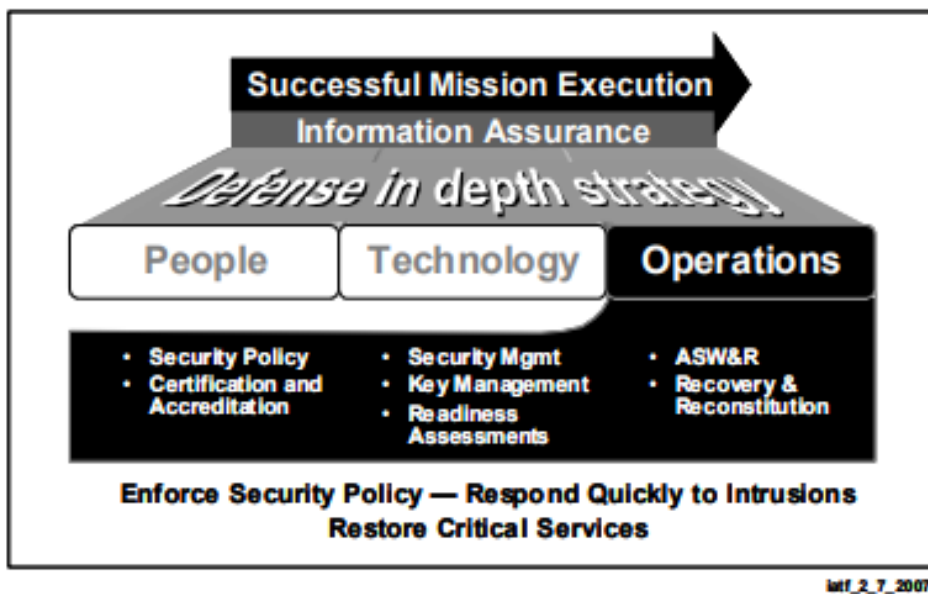 Successful Mission Execution
Information Assurance
Defense in depth strategy
People
Technology
Operations
• Security Policy
• Certification and
Accreditation
• Security Mgmt
• Key Management
• Readiness
Assessments
• ASW&R
• Recovery &
Reconstitution
Enforce Security Policy — Respond Quickly to Intrusions
Restore Critical Services
iatf_2_7_2007